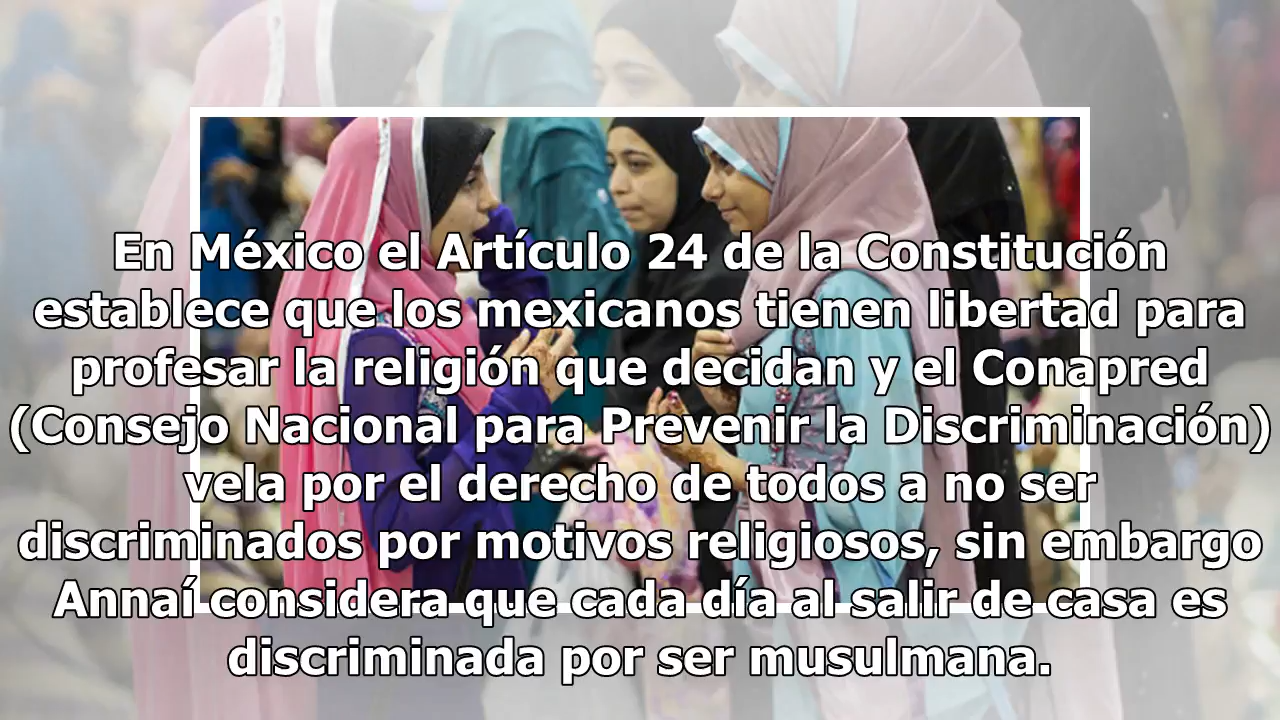 En México el Artículo 24 de la Constitución
establece que los mexicanos tienen libertad para
profesar la religión que decidan y el Conapred
(Consejo Nacional para Prevenir la Discriminación)
vela por el derecho de todos a no ser
discriminados por motivos religiosos, sin embargo
Annaí considera que cada día al salir de casa es
discriminada por ser musulmana.